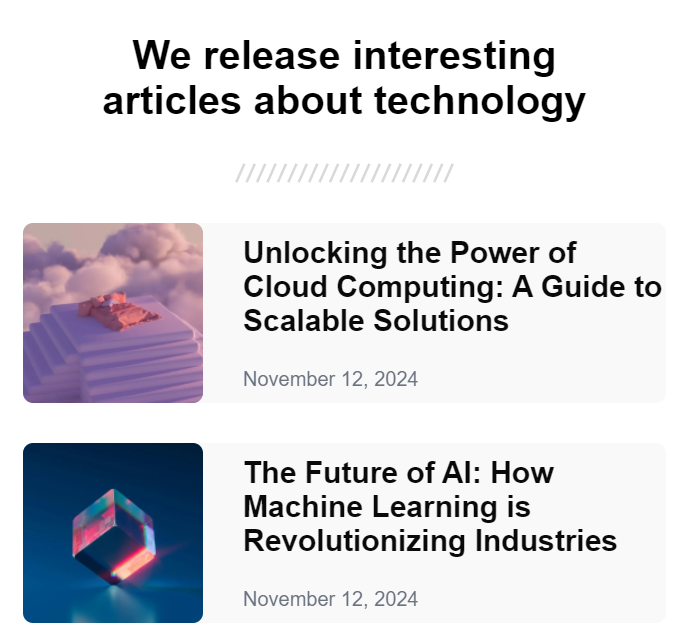 We release interesting
articles about technology
/////////////////////
Unlocking the Power of
Cloud Computing: A Guide to
Scalable Solutions
November 12, 2024
The Future of AI: How
Machine Learning is
Revolutionizing Industries
November 12, 2024